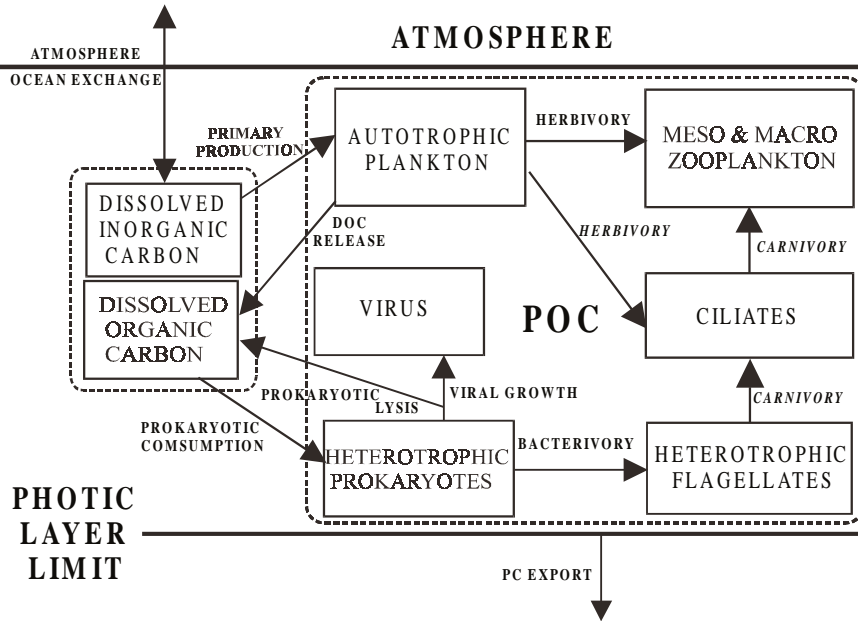 ATMOSPHERE
ATMOSPHERE
OCEAN EXCHANGE
PRIMARY
PRODUCTION
AUTOTROPHIC
PLANKTON
HERBIVORY
MESO & MACRO
ZOOPLANKTON
DISSOLVED
INORGANIC
CARBON
DOC
RELEASE
HERBIVORY
CARNIVORY
DISSOLVED
ORGANIC
CARBON
VIRUS
POC
CILIATES
PROKARYOTIC
LYSIS
VIRAL GROWTH
CARNIVORY
PROKARYOTIC
COMSUMPTION
HETEROTROPHIC
PROKARYOTES
BACTERIVORY
HETEROTROPHIC
FLAGELLATES
PHOTIC
LAYER
LIMIT
PC EXPORT